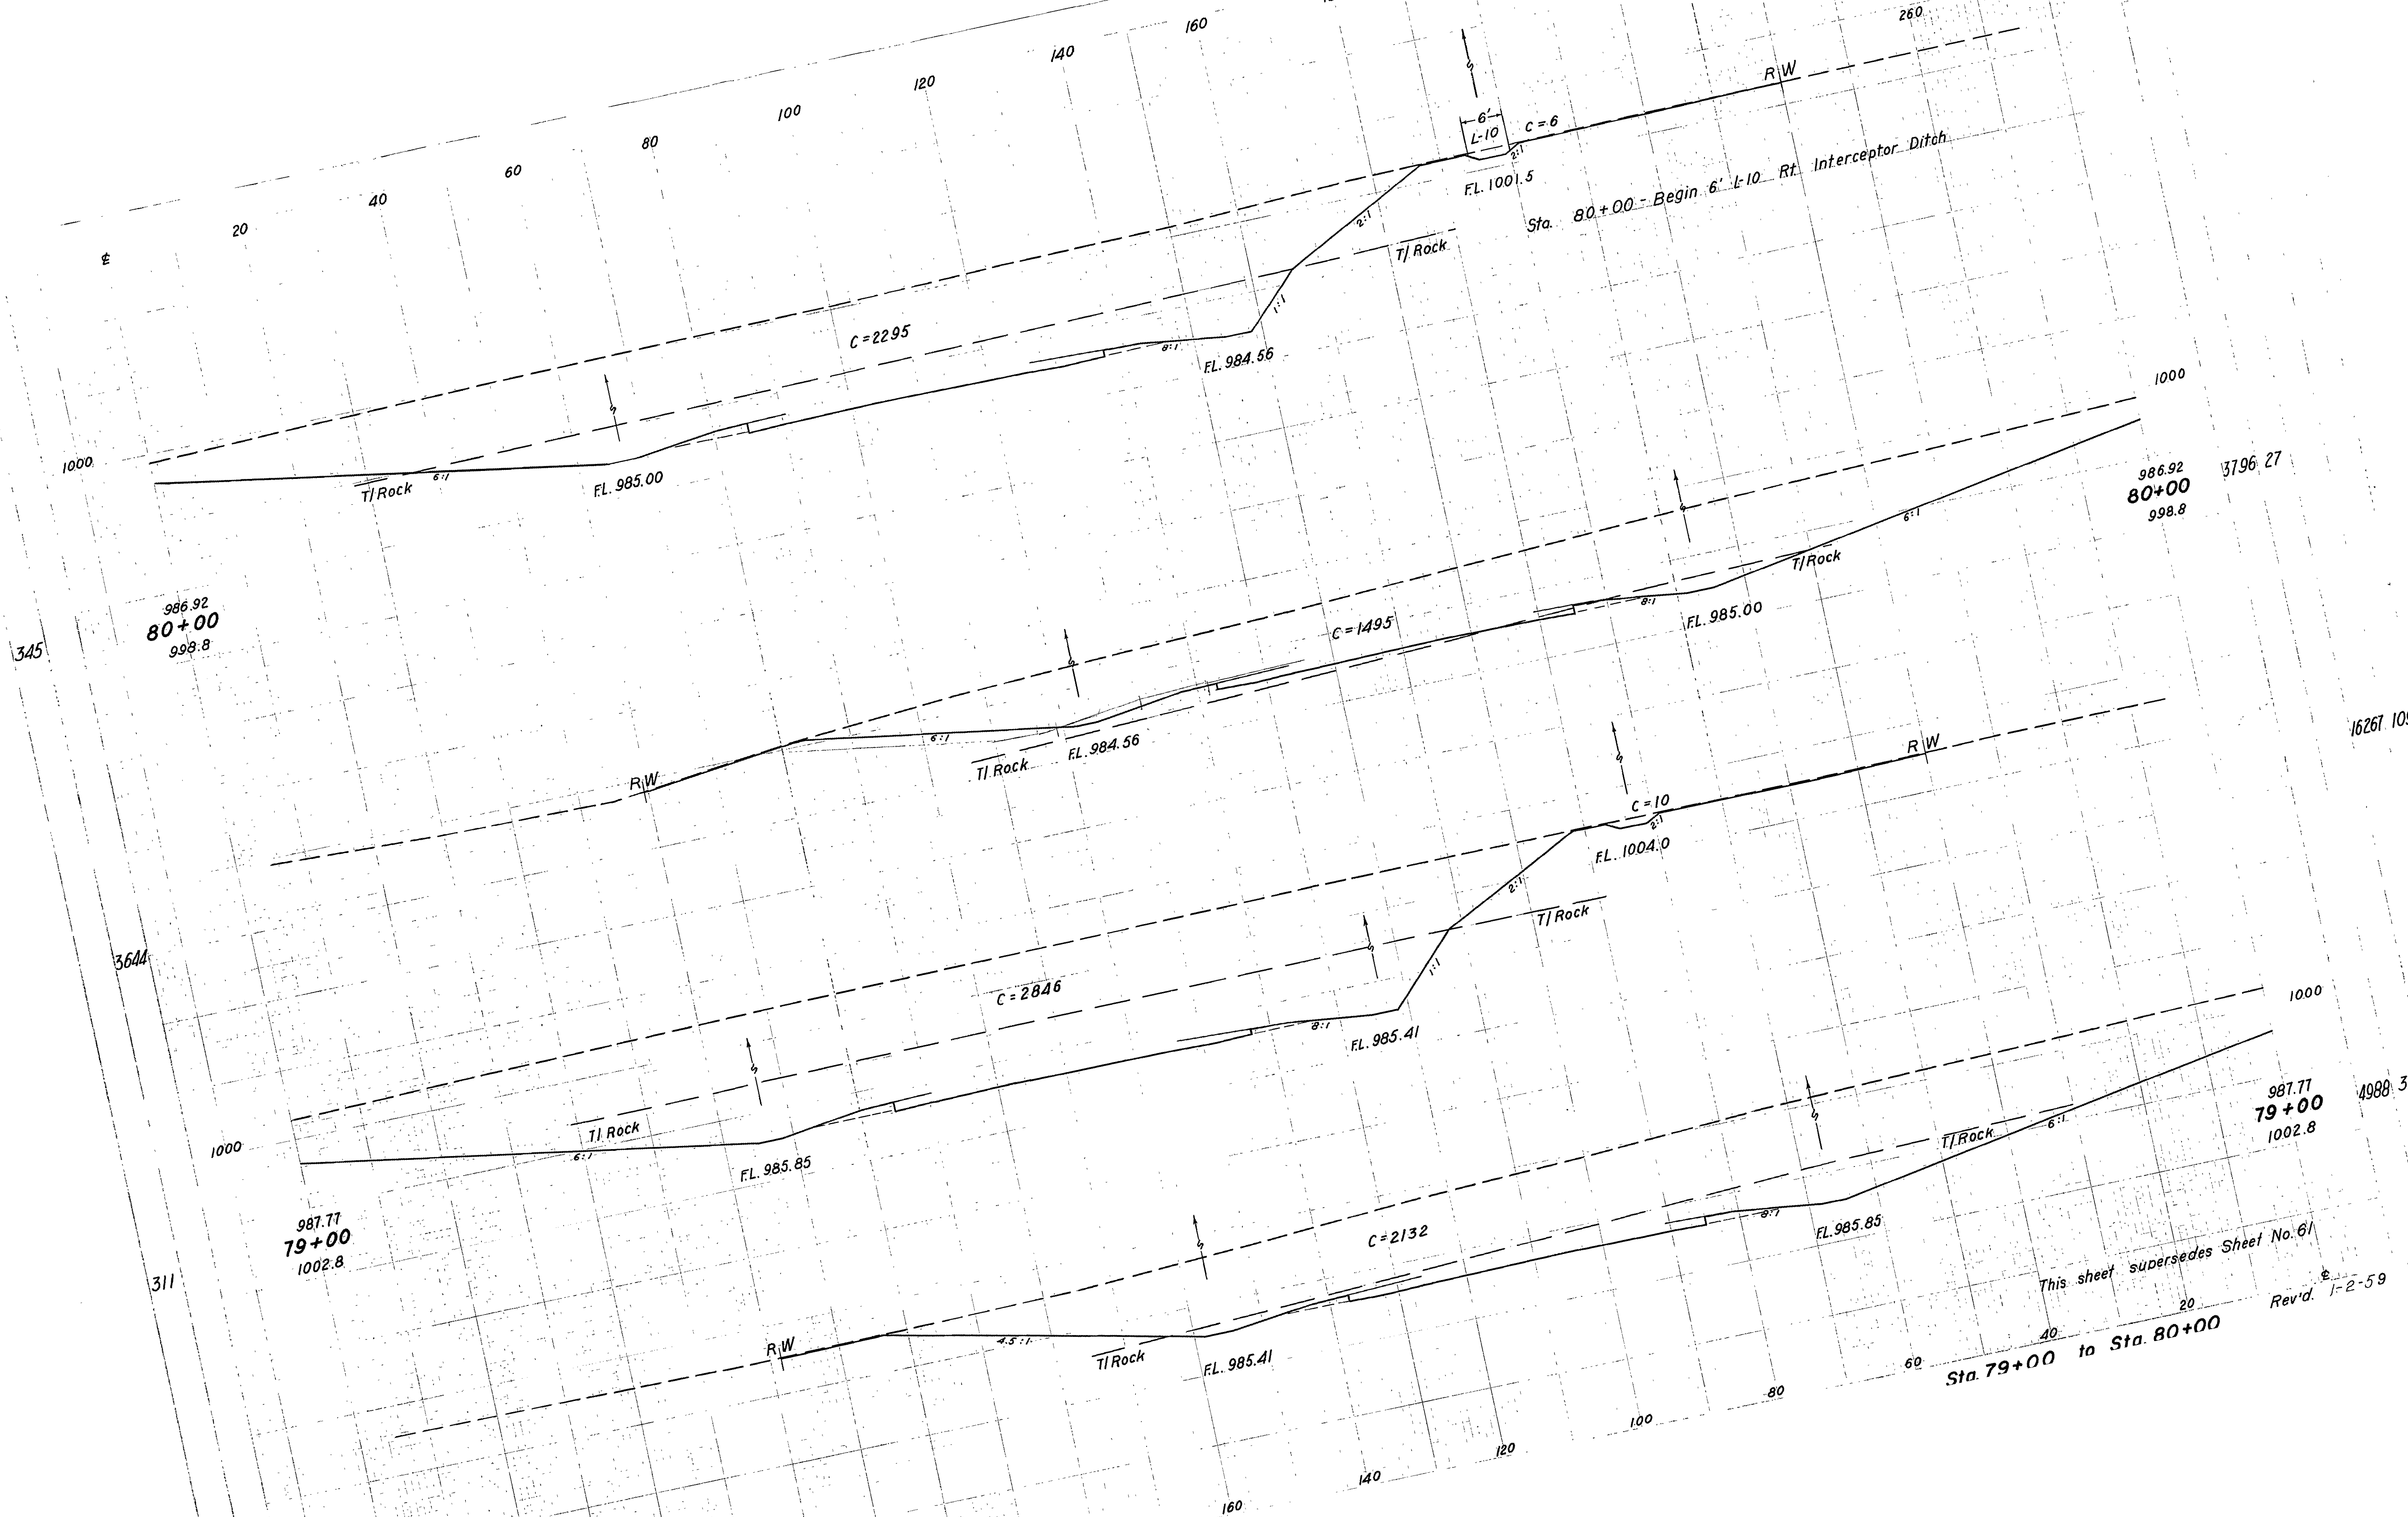 ℄ 20 40 60 80 100 120 140 160 260
R W
6'
L-10
C = 6
2:1
F.L. 1001.5
Sta. 80+00 - Begin 6' L-10 Rt. Interceptor Ditch
2:1
T/Rock
1:1
C = 2295
8:1
F.L. 984.56
1000
T/Rock
6:1
F.L. 985.00
986.92
80+00
998.8
345
1000
986.92
80+00
998.8
3796 27
6:1
T/Rock
C = 1495
8:1
F.L. 985.00
R W
6:1
T/Rock
F.L. 984.56
3644
R W
C = 10
2:1
F.L. 1004.0
2:1
T/Rock
1:1
C = 2846
8:1
F.L. 985.41
1000
T/Rock
6:1
F.L. 985.85
987.77
79+00
1002.8
311
1000
987.77
79+00
1002.8
T/Rock
6:1
C = 2132
8:1
F.L. 985.85
R W
4.5:1
T/Rock
F.L. 985.41
This sheet supersedes Sheet No. 61
Rev'd. 1-2-59
160 140 120 100 80 60 40 20 ℄
Sta. 79+00 to Sta. 80+00